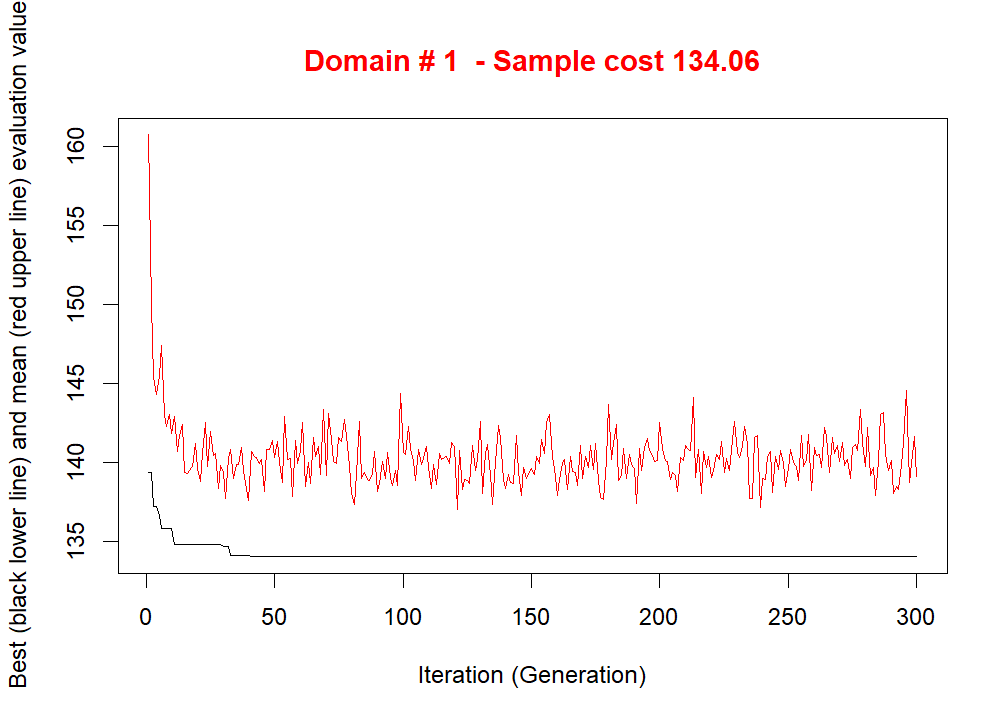 Domain # 1  - Sample cost 134.06
Best (black lower line) and mean (red upper line) evaluation value
160
155
150
145
140
135
0 50 100 150 200 250 300
Iteration (Generation)